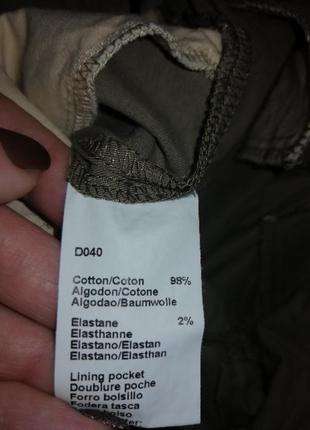 D040
Cotton/Coton 98%
Algodon/Cotone
Algodao/Baumwolle
Elastane 2%
Elasthanne
Elastano/Elastan
Elastano/Elasthan
Lining pocket
Doublure poche
Forro bolsillo
Fodera tasca
bolso